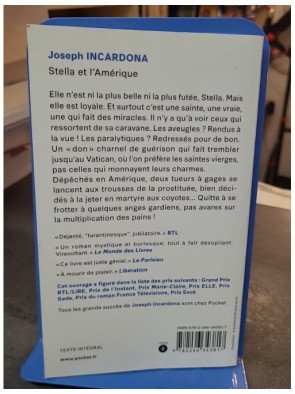 Joseph INCARDONA
Stella et l'Amérique
Elle n'est ni la plus belle ni la plus futée, Stella. Mais
elle est loyale. Et surtout c'est une sainte, une vraie,
une qui fait des miracles. Il n'y a qu'à voir ceux qui
ressortent de sa caravane. Les aveugles ? Rendus à
la vue ! Les paralytiques ? Redressés pour de bon.
Un « don » charnel de guérison qui fait trembler
jusqu'au Vatican, où l'on préfère les saintes vierges,
pas celles qui monnayent leurs charmes.
Dépêchés en Amérique, deux tueurs à gages se
lancent aux trousses de la prostituée, bien déci-
dés à la jeter en martyre aux coyotes... Quitte à se
frotter à quelques anges gardiens, pas avares sur
la multiplication des pains !
« Déjanté, "tarantinesque", jubilatoire. » RTL
« Un roman mystique et burlesque, tout à fait désopilant.
Virevoltant. » Le Monde des Livres
« Ce livre est juste génial. » Le Parisien
« À mourir de plaisir. » Libération
Cet ouvrage a figuré dans la liste des prix suivants : Grand Prix
RTL/LiRE, Prix de l'Instant, Prix Marie-Claire, Prix ELLE, Prix
Sade, Prix du roman France Télévisions, Prix Evok
Tous les grands succès de Joseph Incardona sont chez Pocket
TEXTE INTÉGRAL
www.pocket.fr